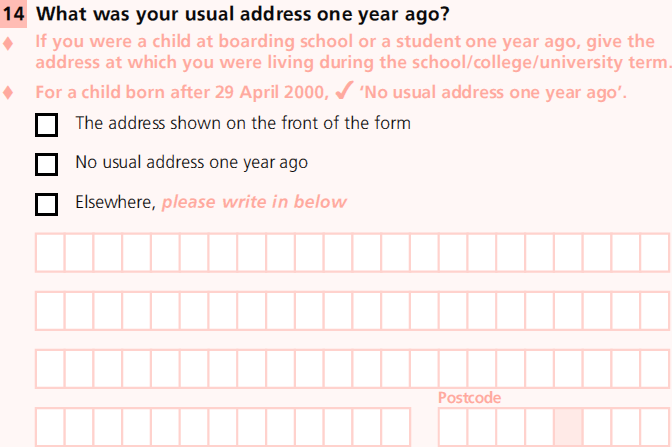 14 What was your usual address one year ago?
♦ If you were a child at boarding school or a student one year ago, give the
address at which you were living during the school/college/university term.
♦ For a child born after 29 April 2000, ✓ ‘No usual address one year ago’.
The address shown on the front of the form
No usual address one year ago
Elsewhere, please write in below
Postcode